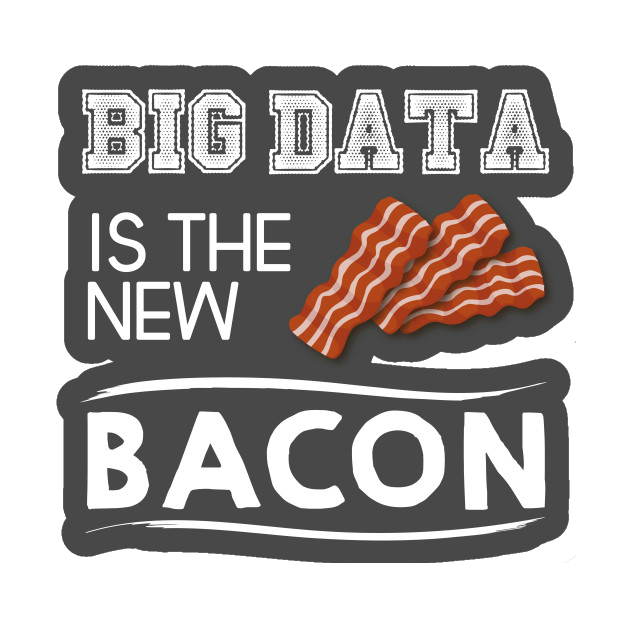 BIG DATA
IS THE
NEW
BACON